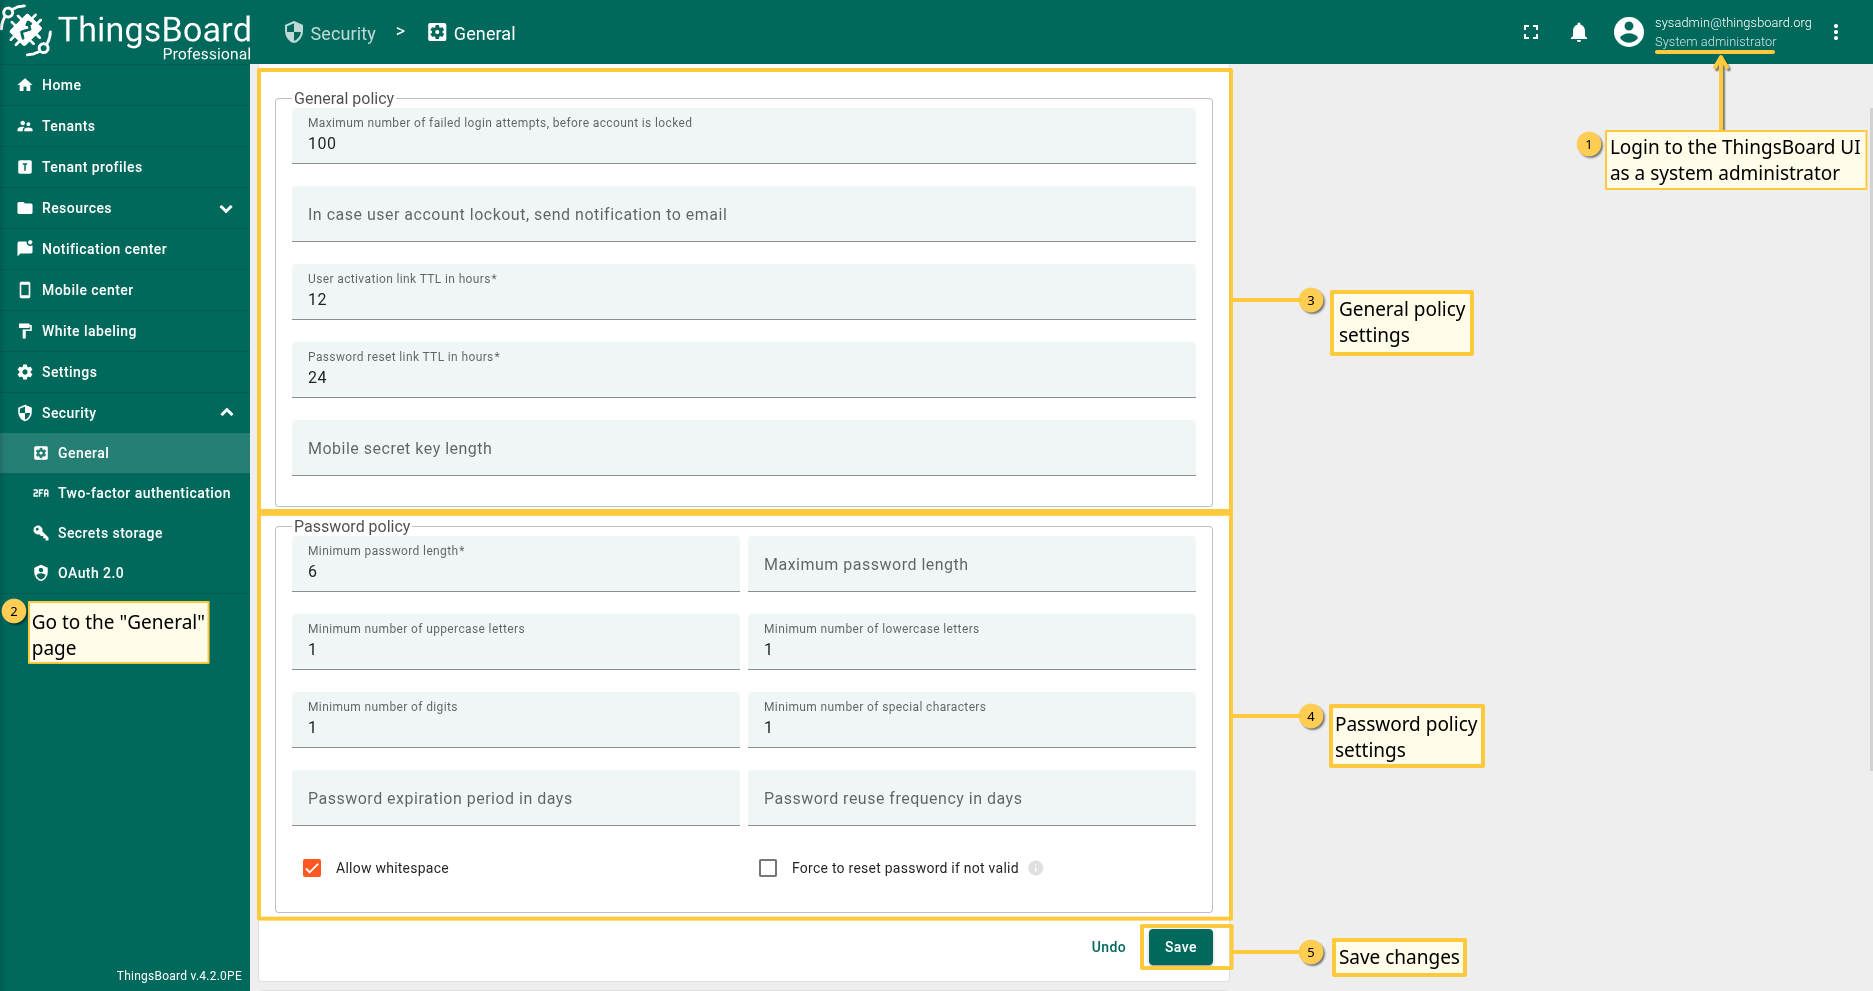 ThingsBoard
Professional
Security > General
sysadmin@thingsboard.org
System administrator
Home
Tenants
Tenant profiles
Resources
Notification center
Mobile center
White labeling
Settings
Security
General
2FA Two-factor authentication
Secrets storage
OAuth 2.0
2
Go to the "General"
page
ThingsBoard v.4.2.0PE
General policy
Maximum number of failed login attempts, before account is locked
100
In case user account lockout, send notification to email
User activation link TTL in hours*
12
Password reset link TTL in hours*
24
Mobile secret key length
Password policy
Minimum password length*
6
Maximum password length
Minimum number of uppercase letters
1
Minimum number of lowercase letters
1
Minimum number of digits
1
Minimum number of special characters
1
Password expiration period in days
Password reuse frequency in days
Allow whitespace
Force to reset password if not valid
Undo
Save
1
Login to the ThingsBoard UI
as a system administrator
3
General policy
settings
4
Password policy
settings
5
Save changes